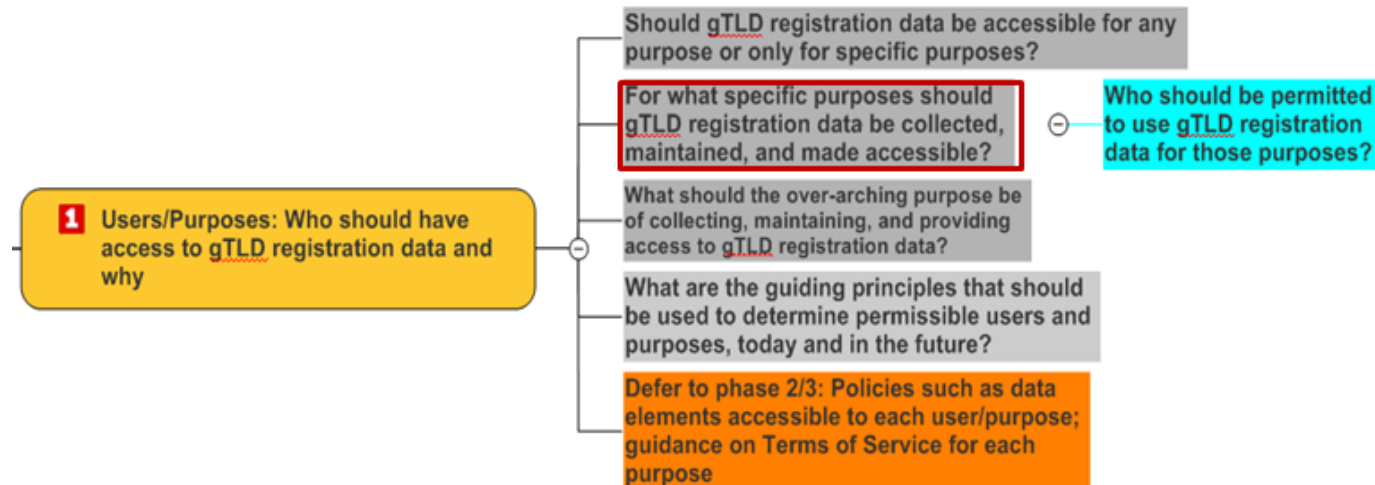 Should gTLD registration data be accessible for any
purpose or only for specific purposes?
For what specific purposes should
gTLD registration data be collected,
maintained, and made accessible?
Who should be permitted
to use gTLD registration
data for those purposes?
1
Users/Purposes: Who should have
access to gTLD registration data and
why
What should the over-arching purpose be
of collecting, maintaining, and providing
access to gTLD registration data?
What are the guiding principles that should
be used to determine permissible users and
purposes, today and in the future?
Defer to phase 2/3: Policies such as data
elements accessible to each user/purpose;
guidance on Terms of Service for each
purpose